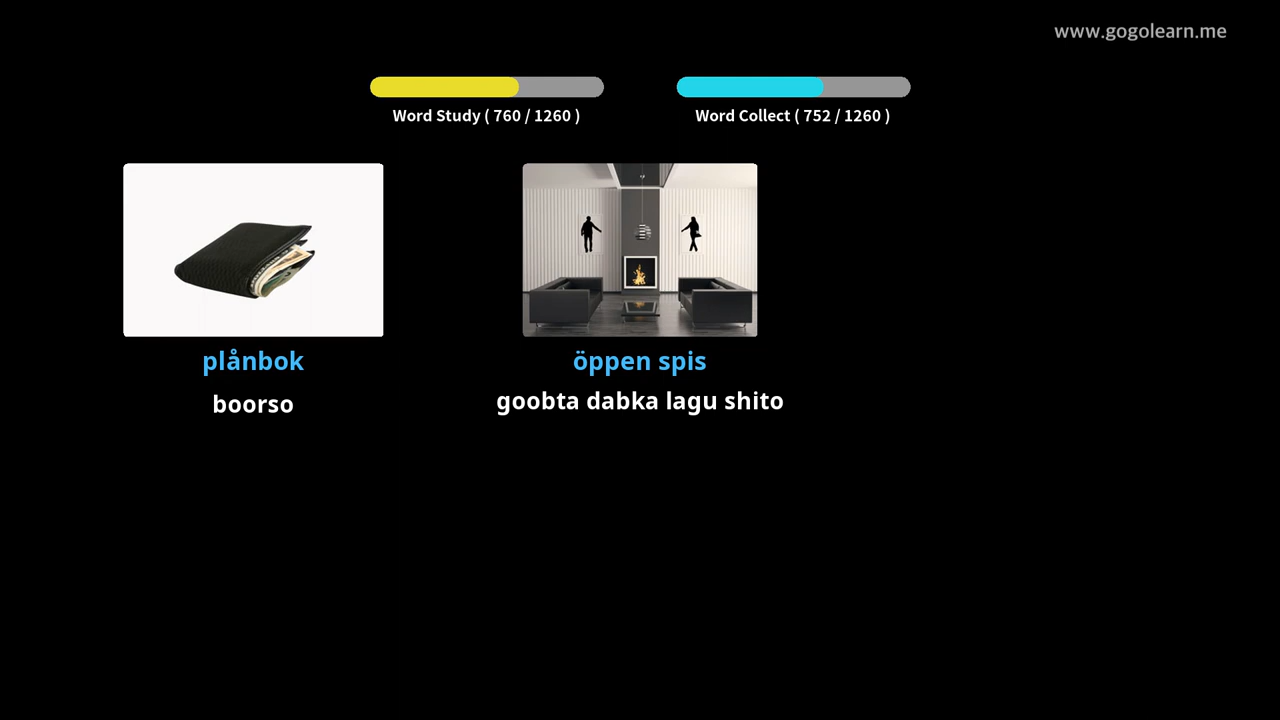 www.gogolearn.me
Word Study ( 760 / 1260 )
Word Collect ( 752 / 1260 )
plånbok
öppen spis
boorso
goobta dabka lagu shito